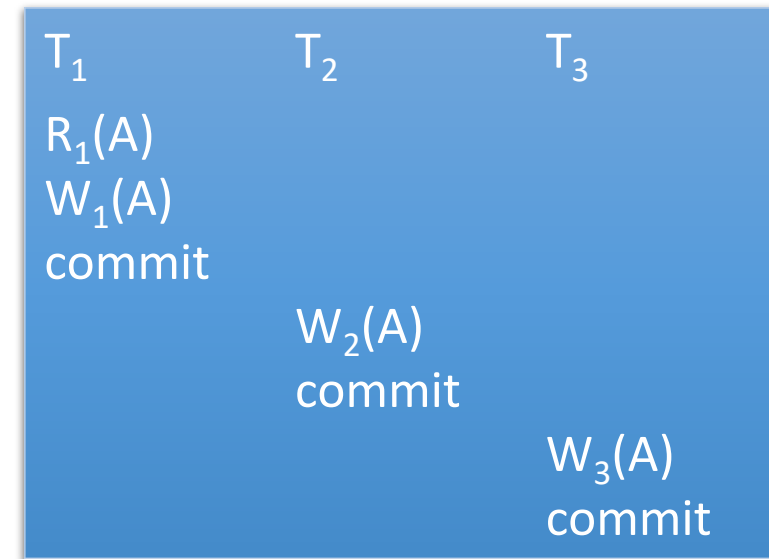 T₁ T₂ T₃
R₁(A)
W₁(A)
commit
W₂(A)
commit
W₃(A)
commit